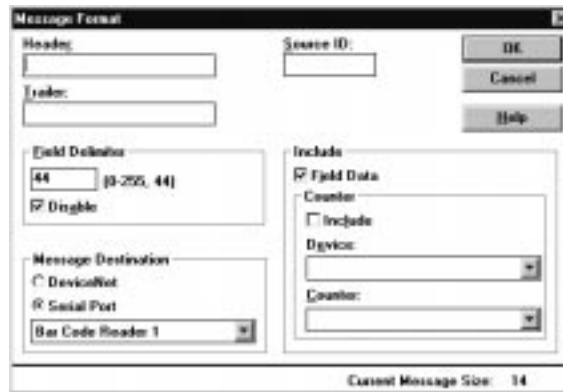 Message Format
Header:
Source ID:
OK
Cancel
Trailer:
Help
Field Delimiter
44 (0-255, 44)
Disable
Include
Field Data
Counter
Include
Device:
Counter:
Message Destination
DeviceNet
Serial Port
Bar Code Reader 1
Current Message Size: 14